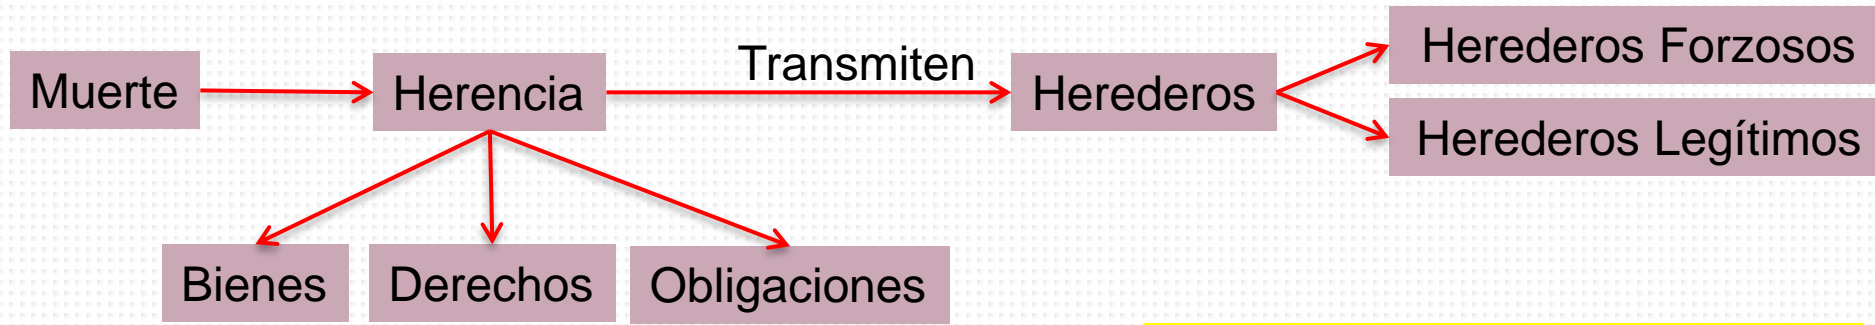 Muerte
Herencia
Transmiten
Herederos
Herederos Forzosos
Herederos Legítimos
Bienes
Derechos
Obligaciones